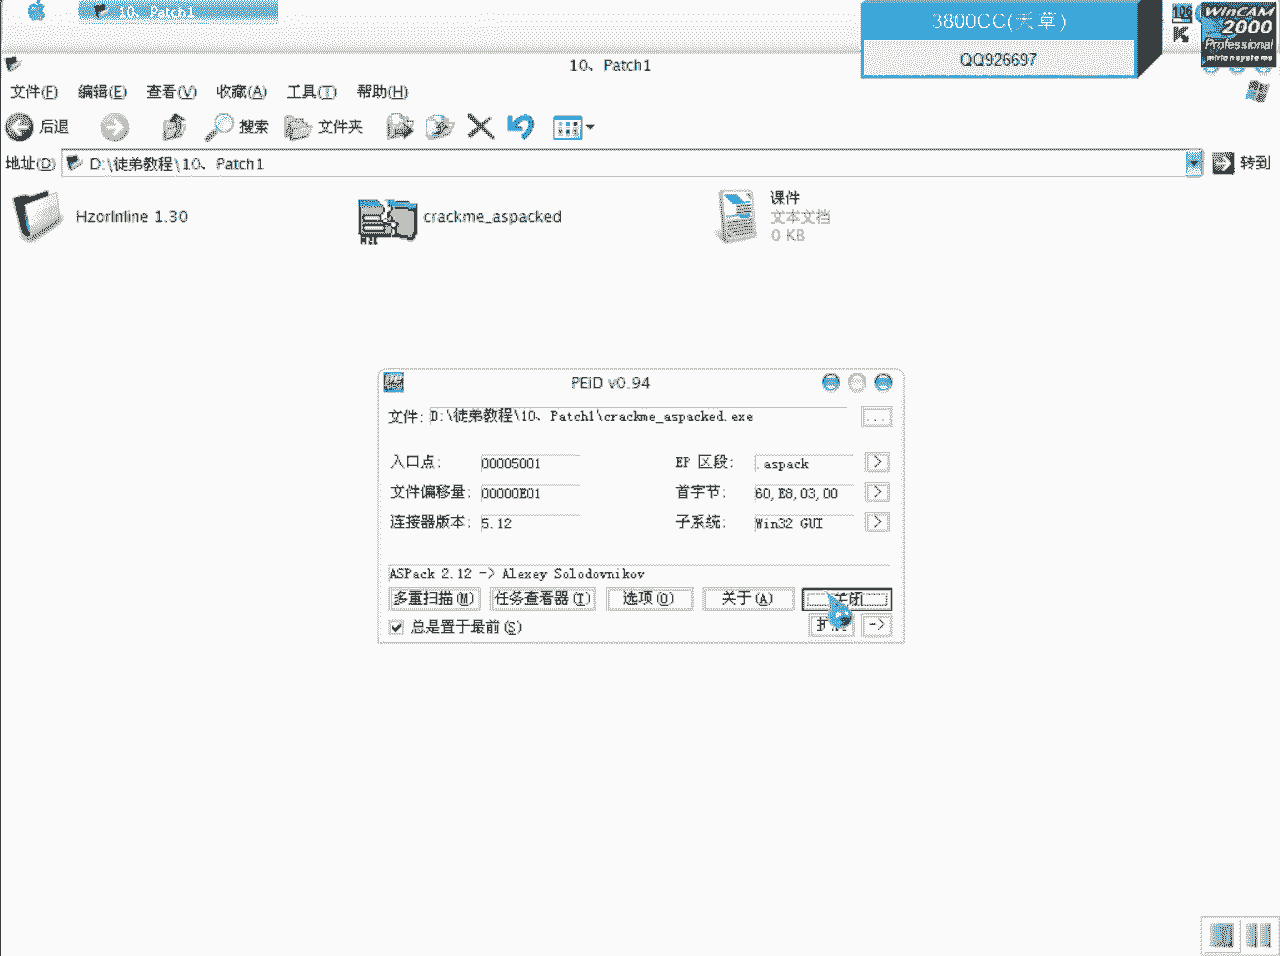 10、Patch1
3800CC(天草)
QQ926697
106
K
WinCAM
2000
Professional
10、Patch1
文件(F) 编辑(E) 查看(V) 收藏(A) 工具(T) 帮助(H)
后退 搜索 文件夹
地址(D) D:\徒弟教程\10、Patch1 转到
HzorInline 1.30
crackme_aspacked
课件
文本文档
0 KB
PEiD v0.94
文件: D:\徒弟教程\10、Patch1\crackme_aspacked.exe ...
入口点: 00005001 EP 区段: .aspack >
文件偏移量: 00000E01 首字节: 60,E8,03,00 >
连接器版本: 5.12 子系统: Win32 GUI >
ASPack 2.12 -> Alexey Solodovnikov
多重扫描(M) 任务查看器(T) 选项(O) 关于(A) 关闭
总是置于最前(S) ->